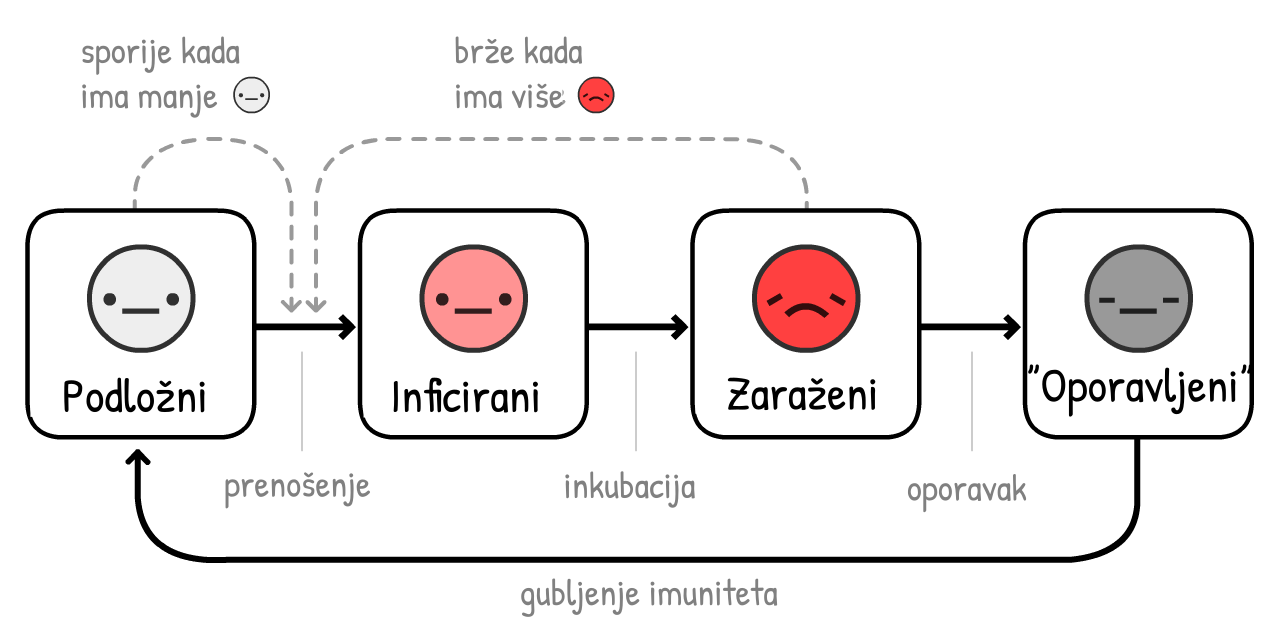 sporije kada
ima manje
brže kada
ima više
Podložni
Inficirani
Zaraženi
"Oporavljeni"
prenošenje
inkubacija
oporavak
gubljenje imuniteta